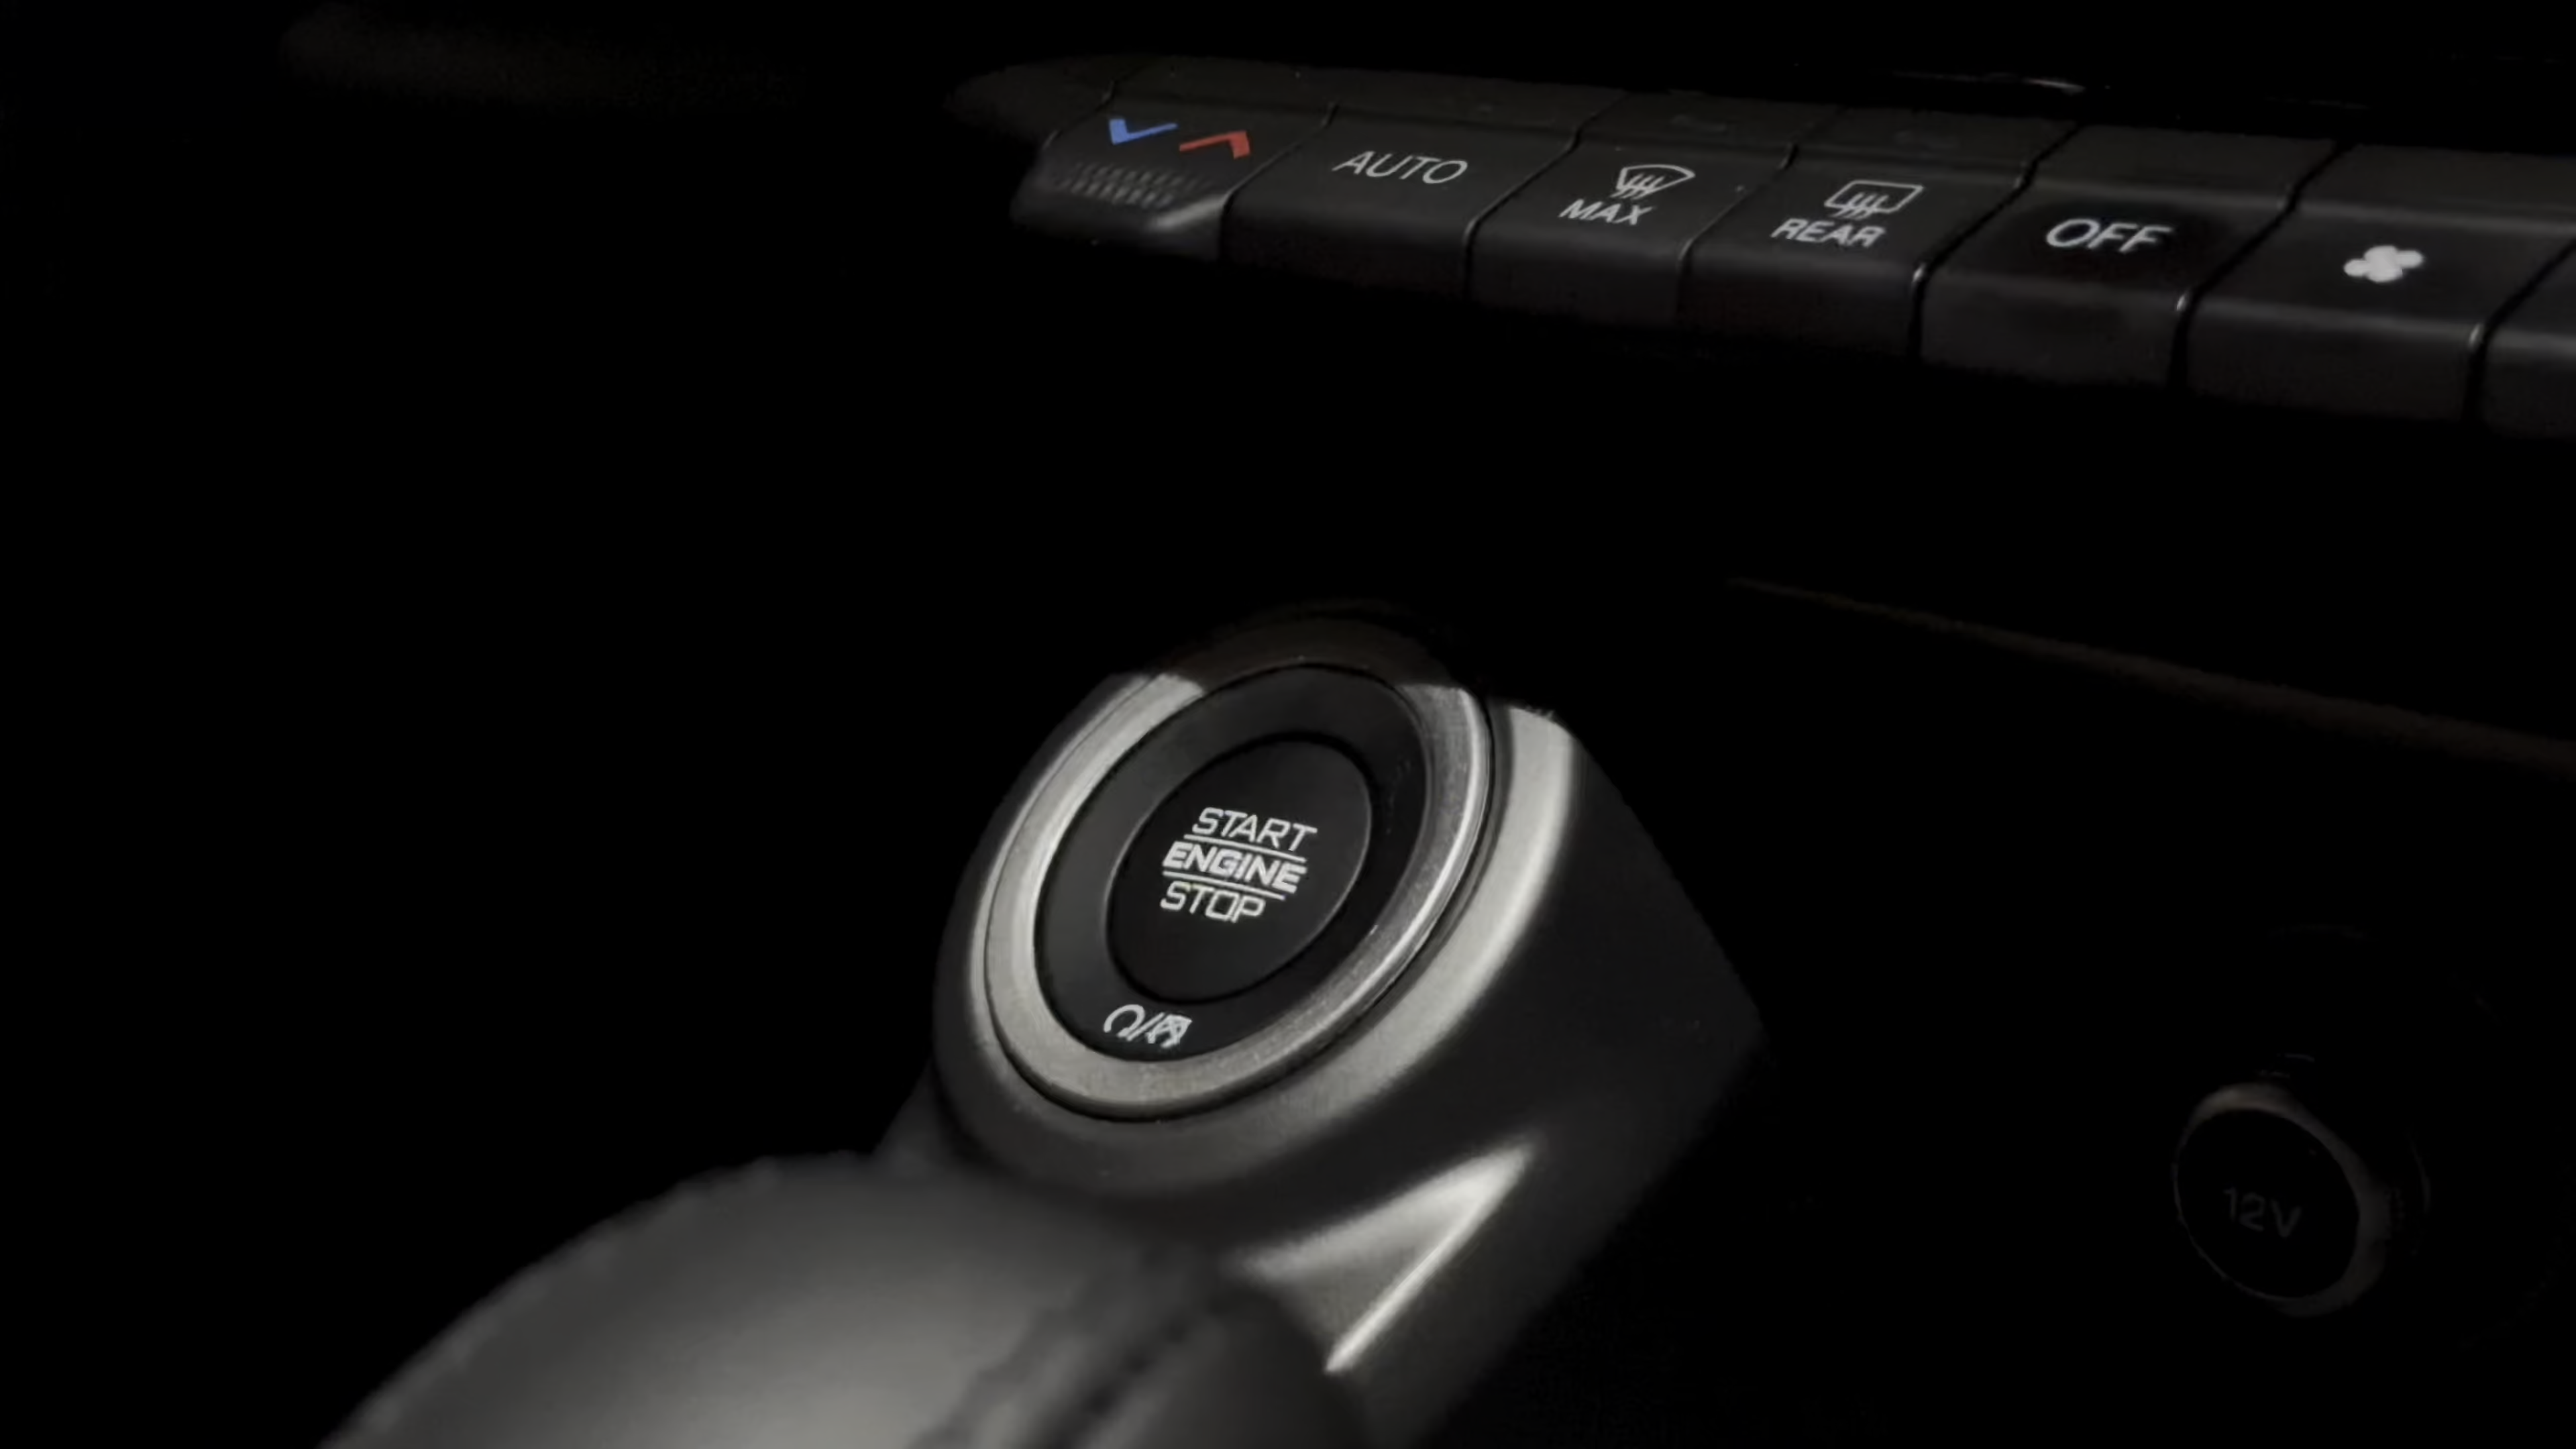 AUTO
MAX
REAR
OFF
START
ENGINE
STOP
12V